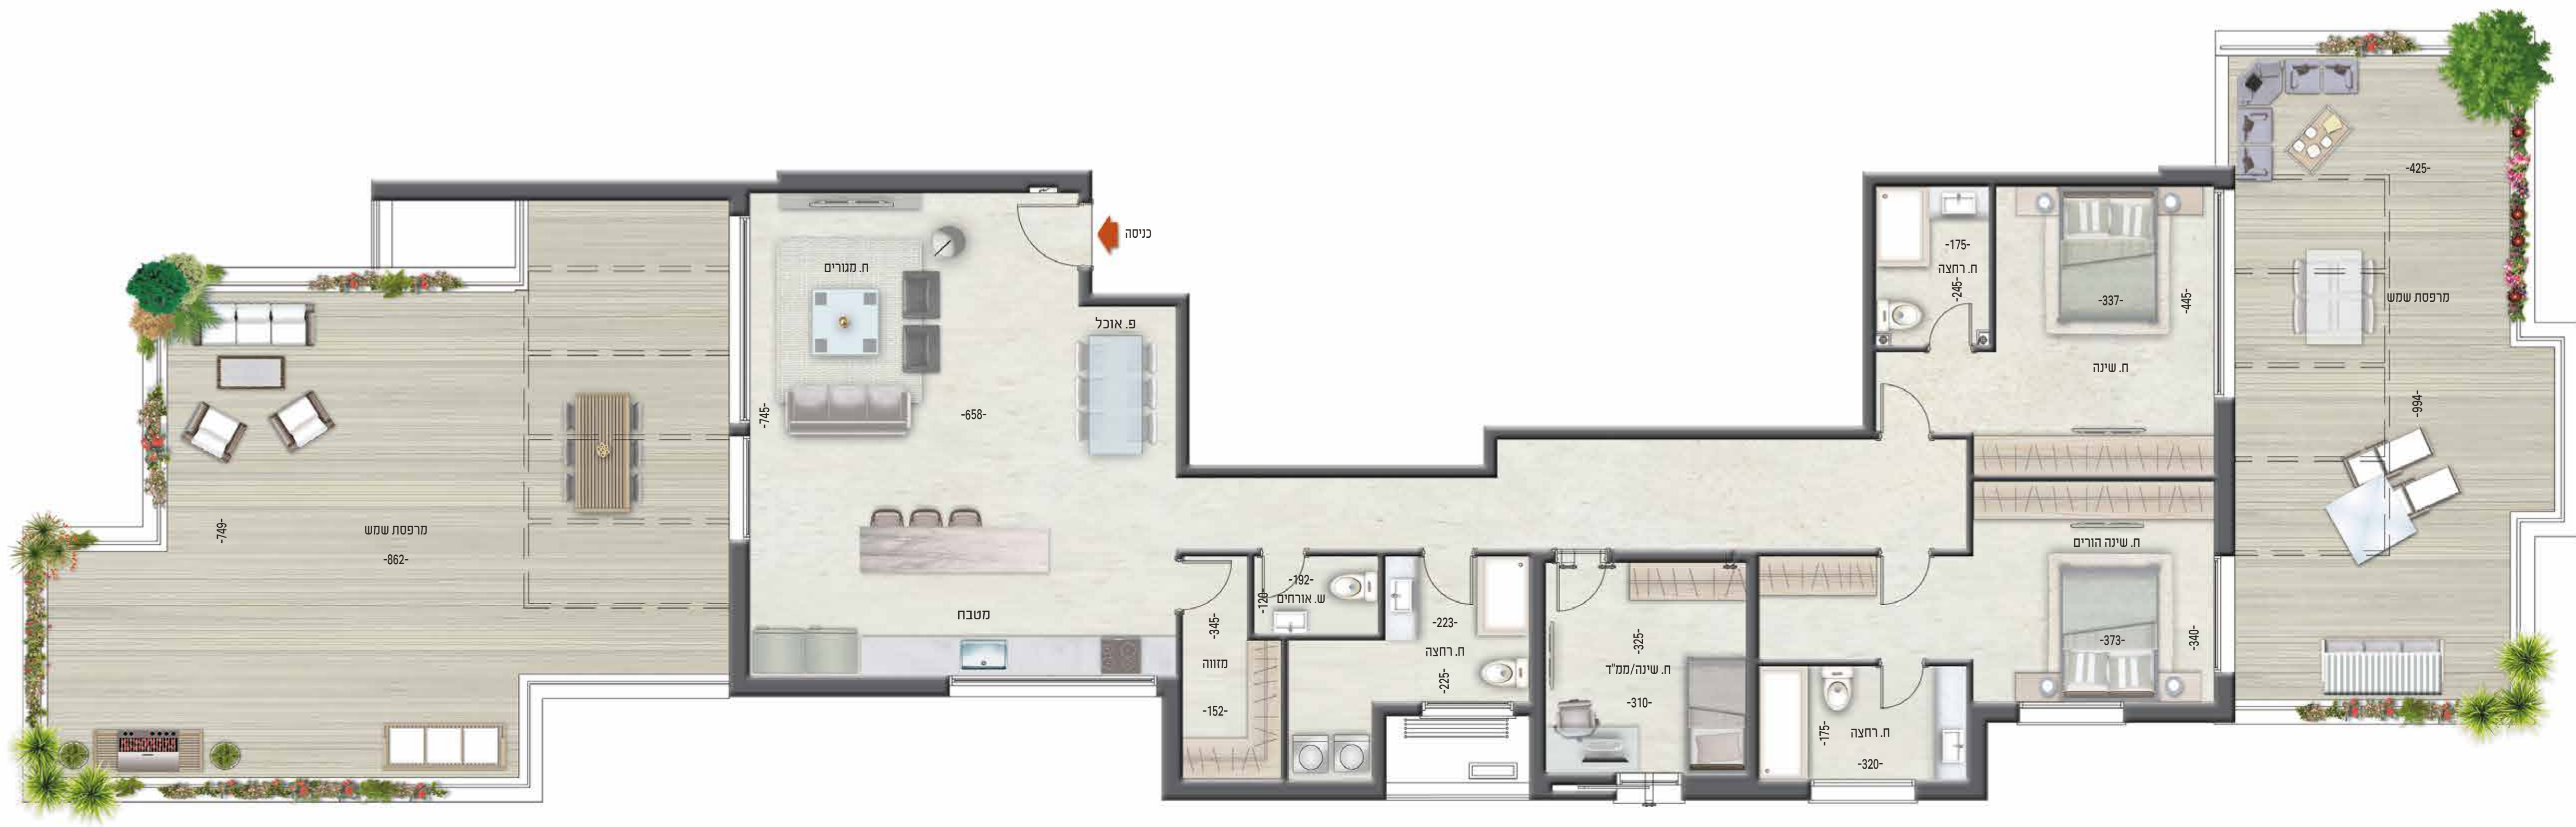 כניסה
ח. מגורים
פ. אוכל
-745-
-658-
מטבח
מרפסת שמש
-862-
-749-
-345-
מזווה
-152-
-192-
ש. אורחים
-120-
-223-
ח. רחצה
-225-
-325-
ח. שינה/ממ"ד
-310-
-175-
ח. רחצה
-245-
-337-
-445-
ח. שינה
ח. שינה הורים
-373-
-340-
-175-
ח. רחצה
-320-
-425-
מרפסת שמש
-994-